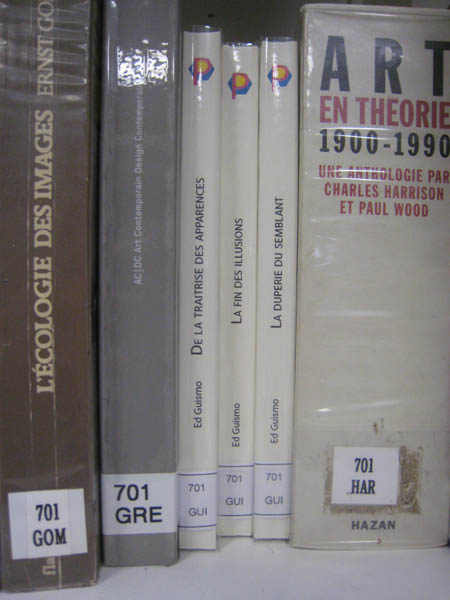 L'ÉCOLOGIE DES IMAGES ERNST GO
701
GOM
fla
AC|DC Art Contemporain Design Contempora
701
GRE
P
Ed Guismo DE LA TRAITRISE DES APPARENCES
701
GUI
P
Ed Guismo LA FIN DES ILLUSIONS
701
GUI
P
Ed Guismo LA DUPERIE DU SEMBLANT
701
GUI
ART
EN THEORIE
1900-1990
UNE ANTHOLOGIE PAR
CHARLES HARRISON
ET PAUL WOOD
701
HAR
HAZAN